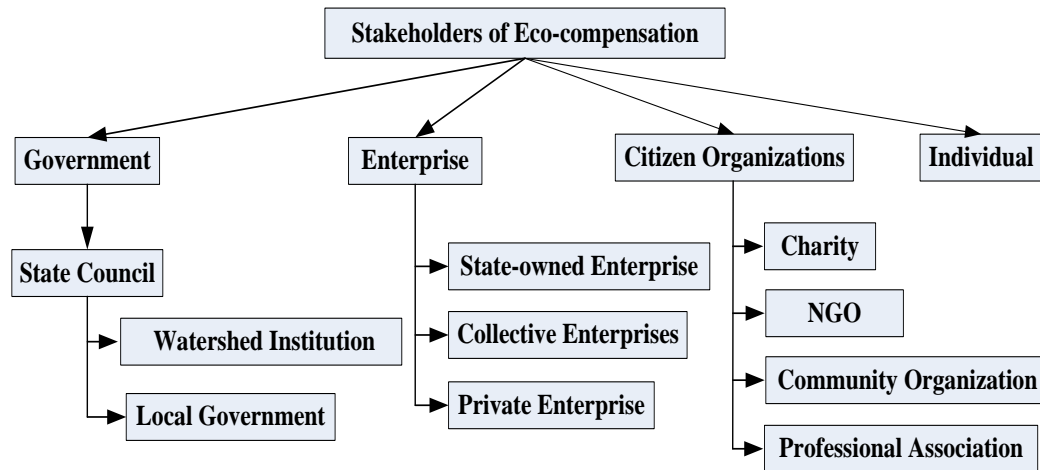 Stakeholders of Eco-compensation
Government
Enterprise
Citizen Organizations
Individual
State Council
Watershed Institution
Local Government
State-owned Enterprise
Collective Enterprises
Private Enterprise
Charity
NGO
Community Organization
Professional Association